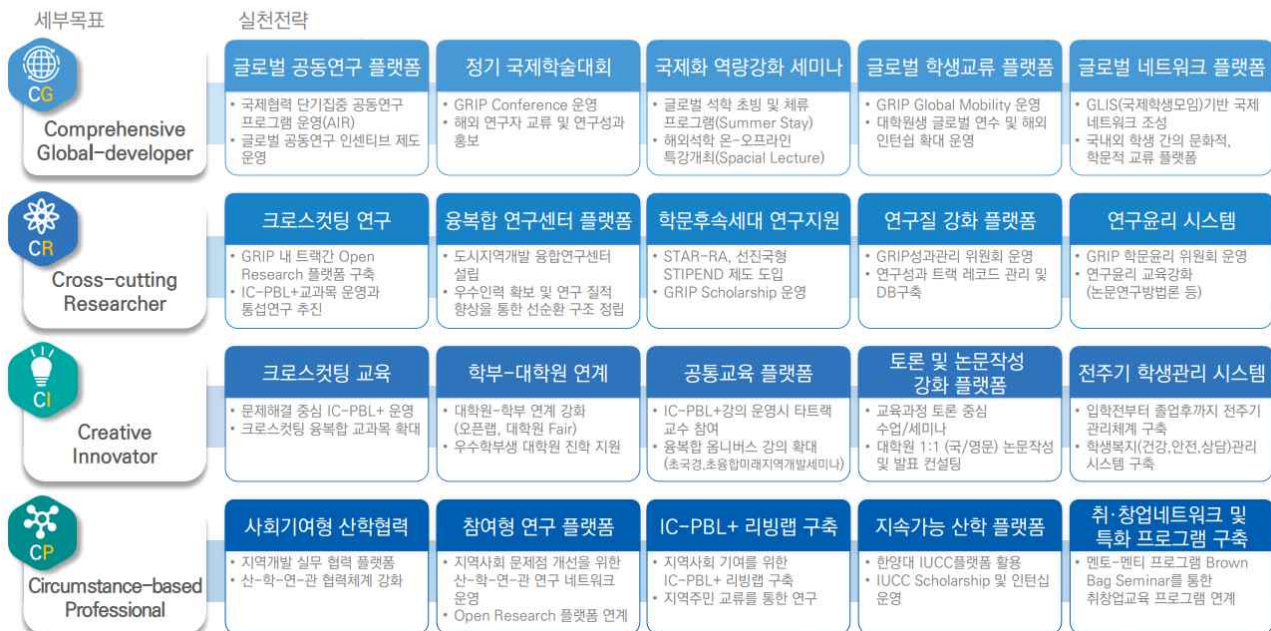 세부목표
실천전략
CG
Comprehensive
Global-developer
글로벌 공동연구 플랫폼
• 국제협력 단기집중 공동연구
프로그램 운영(AIR)
• 글로벌 공동연구 인센티브 제도
운영
정기 국제학술대회
• GRIP Conference 운영
• 해외 연구자 교류 및 연구성과
홍보
국제화 역량강화 세미나
• 글로벌 석학 초빙 및 체류
프로그램(Summer Stay)
• 해외석학 온-오프라인
특강개최(Spacial Lecture)
글로벌 학생교류 플랫폼
• GRIP Global Mobility 운영
• 대학원생 글로벌 연수 및 해외
인턴십 확대 운영
글로벌 네트워크 플랫폼
• GLIS(국제학생모임)기반 국제
네트워크 조성
• 국내외 학생 간의 문화적,
학문적 교류 플랫폼
CR
Cross-cutting
Researcher
크로스컷팅 연구
• GRIP 내 트랙간 Open
Research 플랫폼 구축
• IC-PBL+교과목 운영과
통섭연구 추진
융복합 연구센터 플랫폼
• 도시지역개발 융합연구센터
설립
• 우수인력 확보 및 연구 질적
향상을 통한 선순환 구조 정립
학문후속세대 연구지원
• STAR-RA, 선진국형
STIPEND 제도 도입
• GRIP Scholarship 운영
연구질 강화 플랫폼
• GRIP성과관리 위원회 운영
• 연구성과 트랙 레코드 관리 및
DB구축
연구윤리 시스템
• GRIP 학문윤리 위원회 운영
• 연구윤리 교육강화
(논문연구방법론 등)
CI
Creative
Innovator
크로스컷팅 교육
• 문제해결 중심 IC-PBL+ 운영
• 크로스컷팅 융복합 교과목 확대
학부-대학원 연계
• 대학원-학부 연계 강화
(오픈랩, 대학원 Fair)
• 우수학부생 대학원 진학 지원
공통교육 플랫폼
• IC-PBL+강의 운영시 타트랙
교수 참여
• 융복합 옴니버스 강의 확대
(초국경,초융합미래지역개발세미나)
토론 및 논문작성
강화 플랫폼
• 교육과정 토론 중심
수업/세미나
• 대학원 1:1 (국/영문) 논문작성
및 발표 컨설팅
전주기 학생관리 시스템
• 입학전부터 졸업후까지 전주기
관리체계 구축
• 학생복지(건강,안전,상담)관리
시스템 구축
CP
Circumstance-based
Professional
사회기여형 산학협력
• 지역개발 실무 협력 플랫폼
• 산-학-연-관 협력체계 강화
참여형 연구 플랫폼
• 지역사회 문제점 개선을 위한
산-학-연-관 연구 네트워크
운영
• Open Research 플랫폼 연계
IC-PBL+ 리빙랩 구축
• 지역사회 기여를 위한
IC-PBL+ 리빙랩 구축
• 지역주민 교류를 통한 연구
지속가능 산학 플랫폼
• 한양대 IUCC플랫폼 활용
• IUCC Scholarship 및 인턴십
운영
취·창업네트워크 및
특화 프로그램 구축
• 멘토-멘티 프로그램 Brown
Bag Seminar를 통한
취창업교육 프로그램 연계